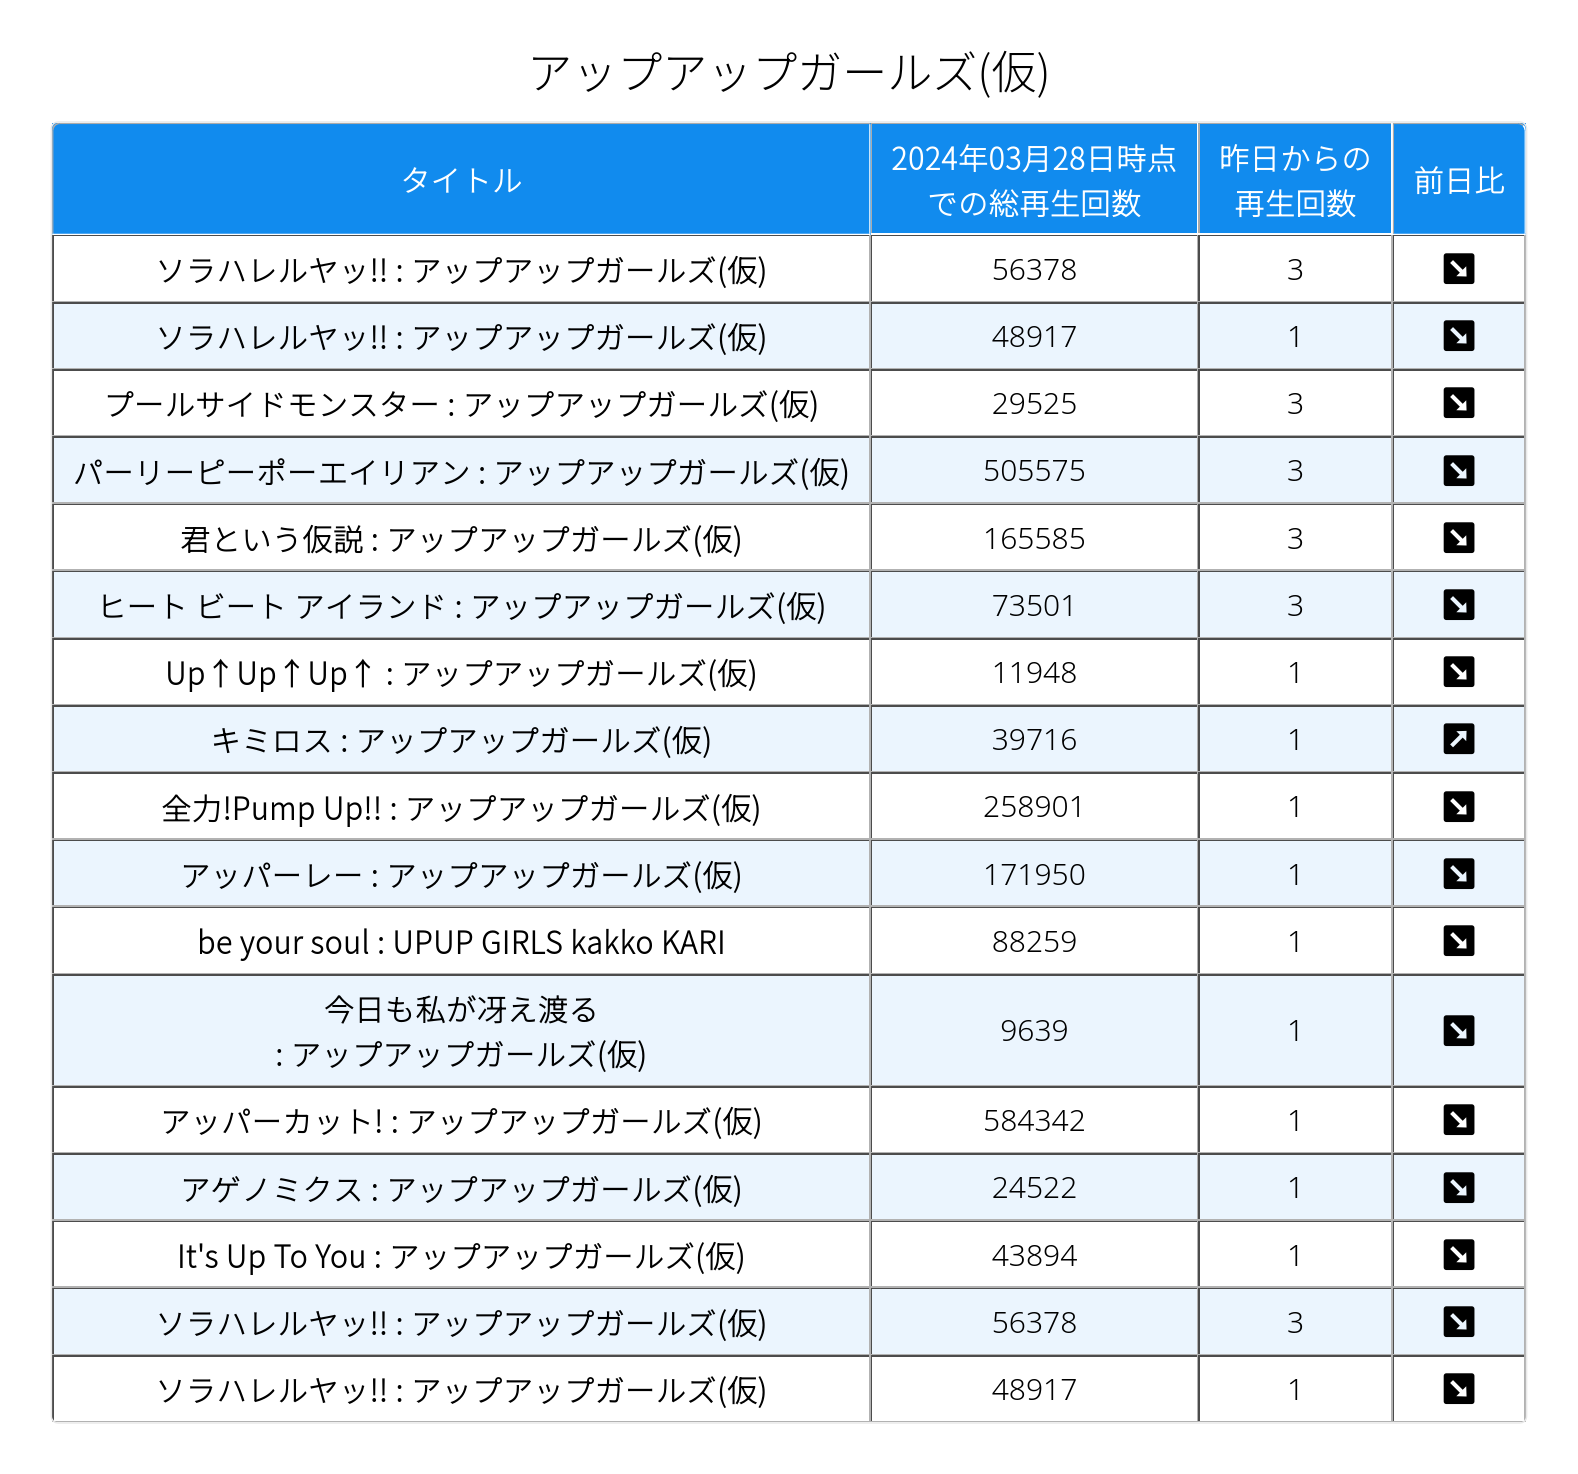 アップアップガールズ(仮)
タイトル
2024年03月28日時点
での総再生回数
昨日からの
再生回数
前日比
ソラハレルヤッ!! : アップアップガールズ(仮) 56378 3 ↘
ソラハレルヤッ!! : アップアップガールズ(仮) 48917 1 ↘
プールサイドモンスター : アップアップガールズ(仮) 29525 3 ↘
パーリーピーポーエイリアン : アップアップガールズ(仮) 505575 3 ↘
君という仮説 : アップアップガールズ(仮) 165585 3 ↘
ヒート ビート アイランド : アップアップガールズ(仮) 73501 3 ↘
Up↑Up↑Up↑ : アップアップガールズ(仮) 11948 1 ↘
キミロス : アップアップガールズ(仮) 39716 1 ↗
全力!Pump Up!! : アップアップガールズ(仮) 258901 1 ↘
アッパーレー : アップアップガールズ(仮) 171950 1 ↘
be your soul : UPUP GIRLS kakko KARI 88259 1 ↘
今日も私が冴え渡る
: アップアップガールズ(仮) 9639 1 ↘
アッパーカット! : アップアップガールズ(仮) 584342 1 ↘
アゲノミクス : アップアップガールズ(仮) 24522 1 ↘
It's Up To You : アップアップガールズ(仮) 43894 1 ↘
ソラハレルヤッ!! : アップアップガールズ(仮) 56378 3 ↘
ソラハレルヤッ!! : アップアップガールズ(仮) 48917 1 ↘